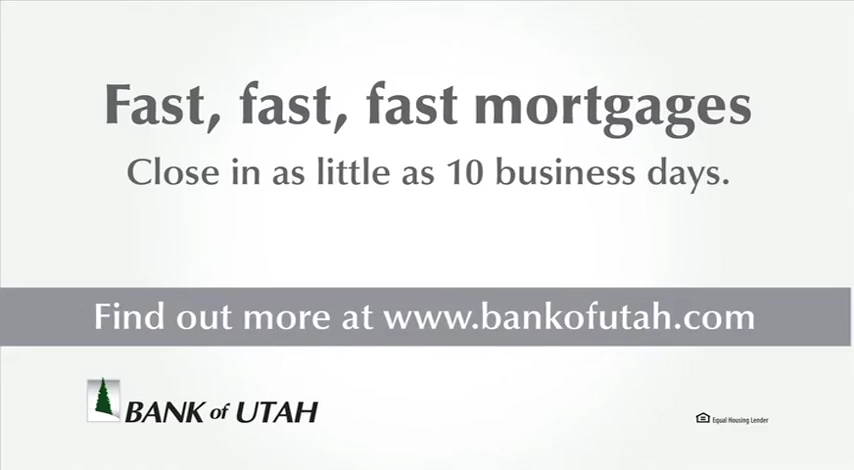 Fast, fast, fast mortgages
Close in as little as 10 business days.
Find out more at www.bankofutah.com
BANK of UTAH
Equal Housing Lender